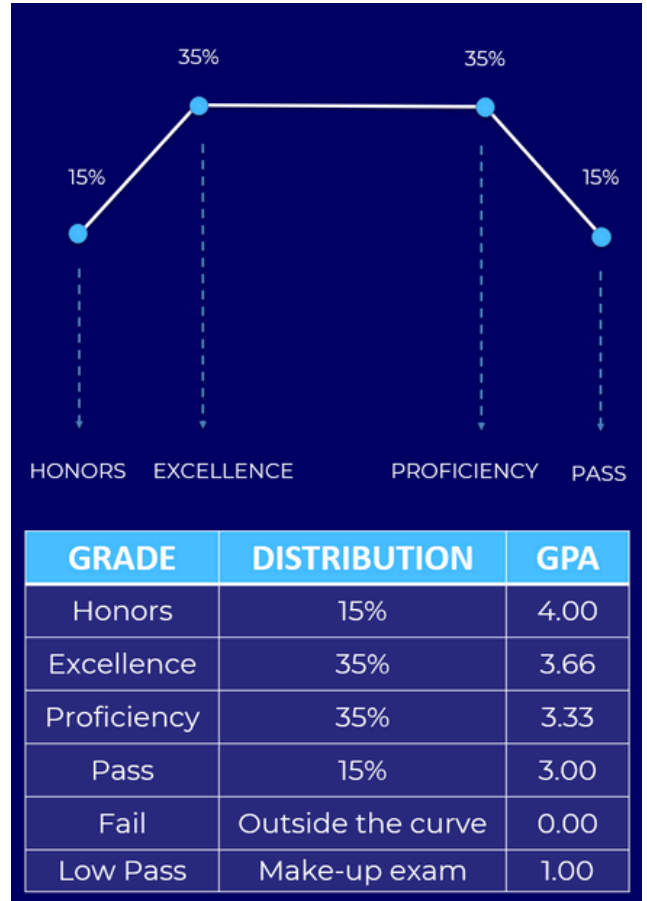 35% 35%
15% 15%
HONORS EXCELLENCE PROFICIENCY PASS
GRADE DISTRIBUTION GPA
Honors 15% 4.00
Excellence 35% 3.66
Proficiency 35% 3.33
Pass 15% 3.00
Fail Outside the curve 0.00
Low Pass Make-up exam 1.00